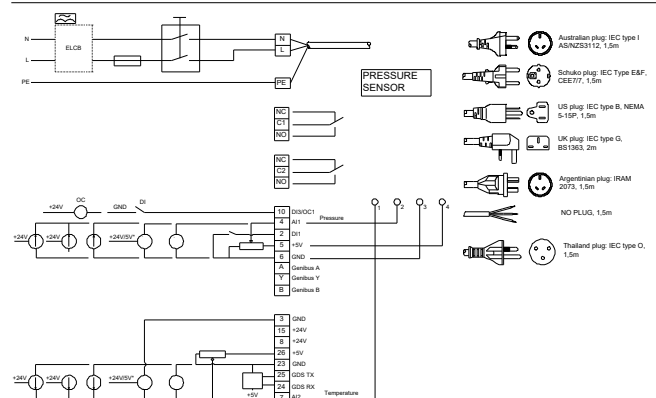 N
ELCB
L
PE
N
L
PE
PRESSURE
SENSOR
NC
C1
NO
NC
C2
NO
+24V
OC
GND
DI
10 DI3/OC1
4 AI1 Pressure
2 DI1
5 +5V
6 GND
A Genibus A
Y Genibus Y
B Genibus B
1
2
3
4
+24V
+24V
+24V/5V*
3 GND
15 +24V
8 +24V
26 +5V
23 GND
25 GDS TX
24 GDS RX
7 AI2
Temperature
+24V
+24V
+24V/5V*
+5V
Australian plug: IEC type I
AS/NZS3112, 1,5m
Schuko plug: IEC Type E&F,
CEE7/7, 1,5m
US plug: IEC type B, NEMA
5-15P, 1,5m
UK plug: IEC type G,
BS1363, 2m
Argentinian plug: IRAM
2073, 1,5m
NO PLUG, 1,5m
Thailand plug: IEC type O,
1,5m